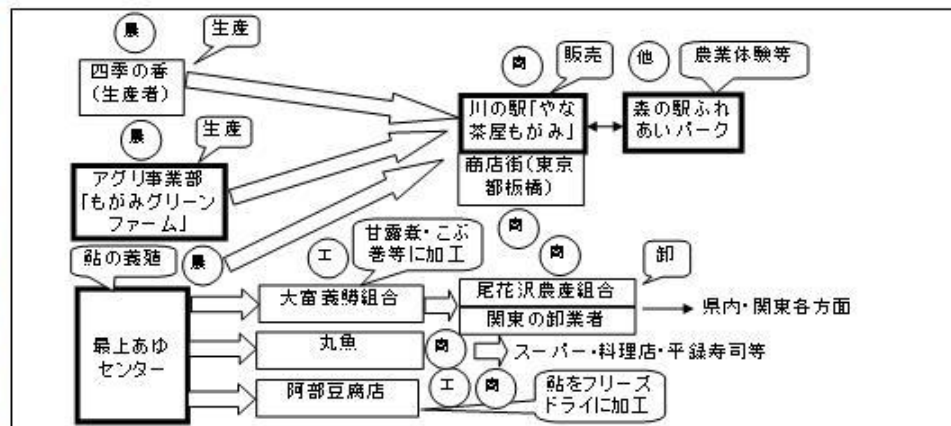 農
生産
四季の香
(生産者)
農
生産
アグリ事業部
「もがみグリーン
ファーム」
商
販売
他
農業体験等
川の駅「やな
茶屋もがみ」
森の駅ふれ
あいパーク
商店街(東京
都板橋)
商
鮎の養殖
農
工
甘露煮・こぶ
巻等に加工
商
卸
最上あゆ
センター
大富養鱒組合
尾花沢農産組合
関東の卸業者
県内・関東各方面
丸魚
商
スーパー・料理店・平録寿司等
阿部豆腐店
工
商
鮎をフリーズ
ドライに加工